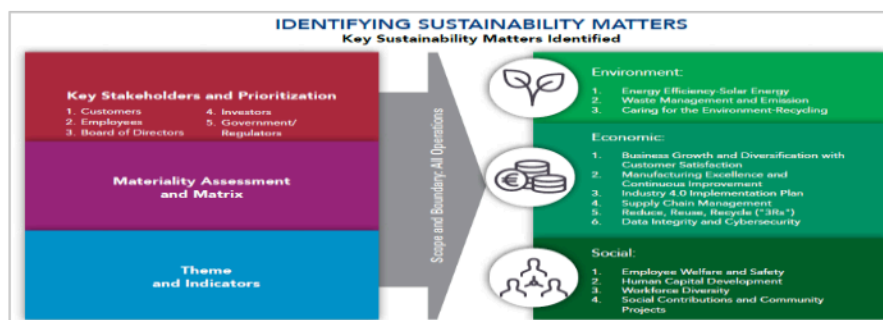 IDENTIFYING SUSTAINABILITY MATTERS
Key Sustainability Matters Identified
Key Stakeholders and Prioritization
1. Customers
2. Employees
3. Board of Directors
4. Investors
5. Government/
Regulators
Materiality Assessment
and Matrix
Theme
and Indicators
Scope and Boundary: All Operations
Environment:
1. Energy Efficiency-Solar Energy
2. Waste Management and Emission
3. Caring for the Environment-Recycling
Economic:
1. Business Growth and Diversification with
Customer Satisfaction
2. Manufacturing Excellence and
Continuous Improvement
3. Industry 4.0 Implementation Plan
4. Supply Chain Management
5. Reduce, Reuse, Recycle ("3Rs")
6. Data Integrity and Cybersecurity
Social:
1. Employee Welfare and Safety
2. Human Capital Development
3. Workforce Diversity
4. Social Contributions and Community
Projects